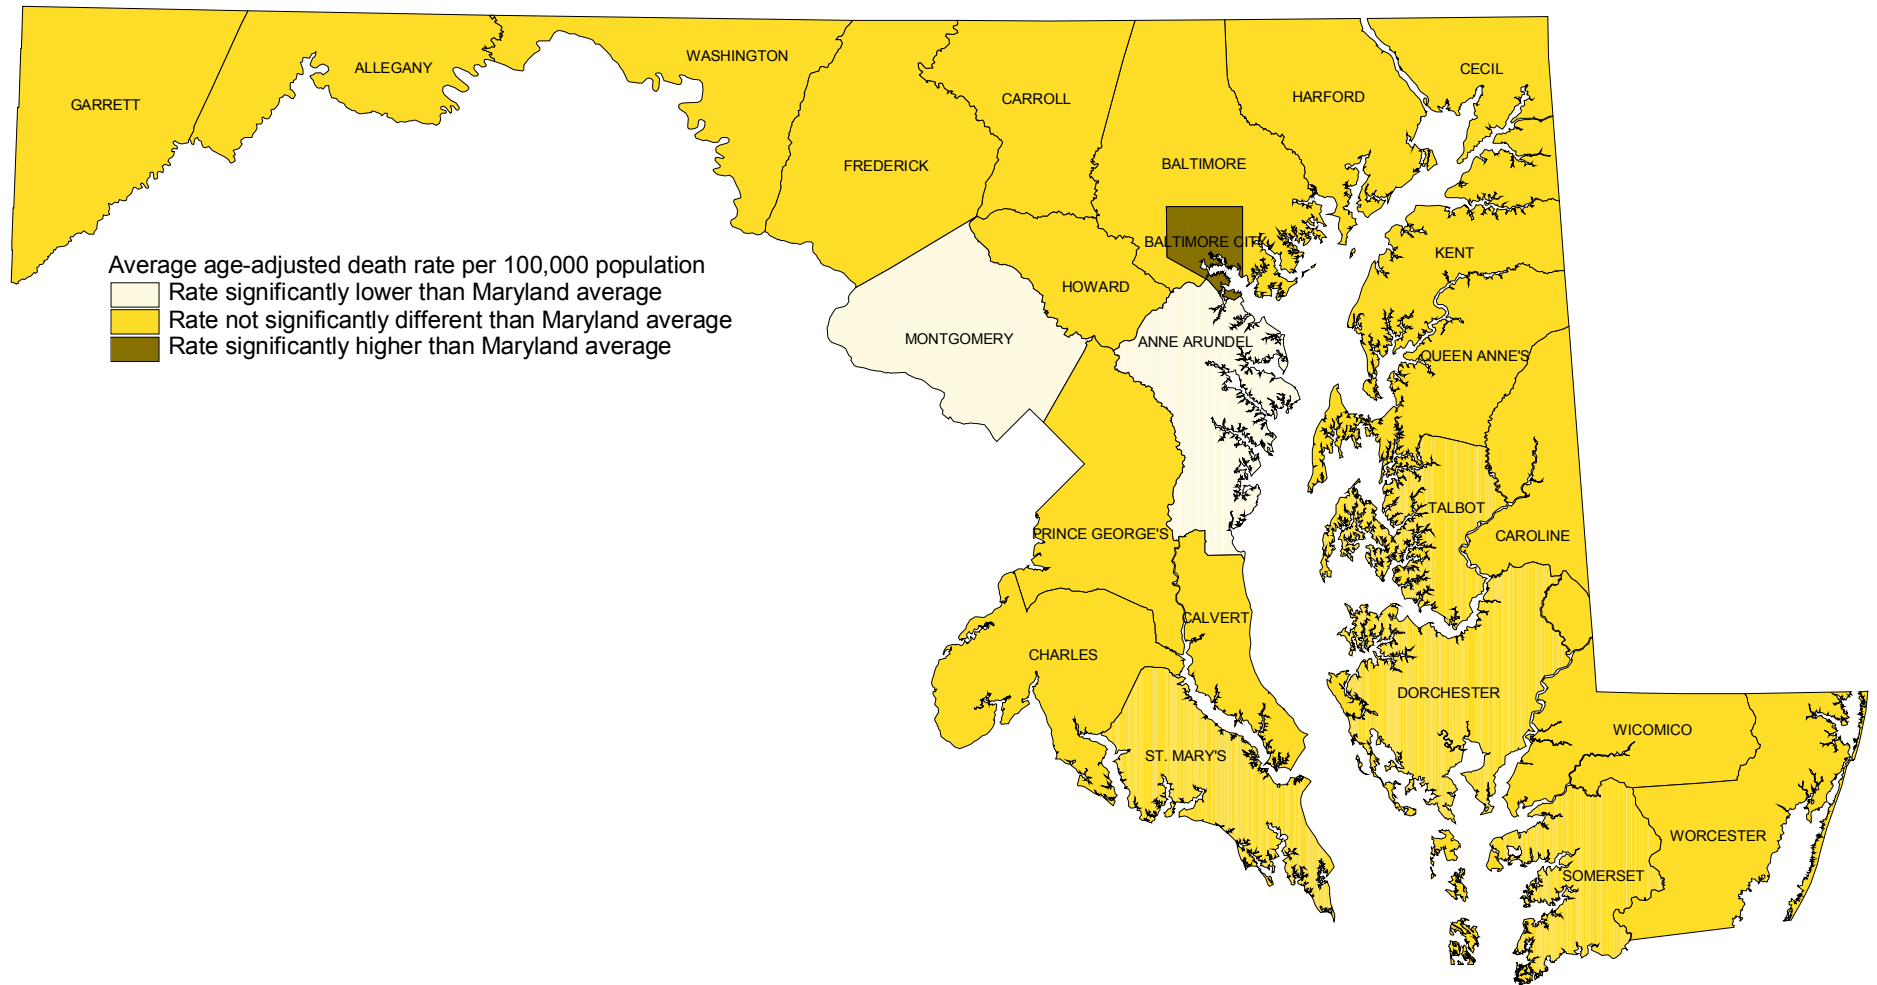 WASHINGTON
ALLEGANY
CECIL
GARRETT
CARROLL
HARFORD
FREDERICK
BALTIMORE
BALTIMORE CITY
KENT
Average age-adjusted death rate per 100,000 population
Rate significantly lower than Maryland average
Rate not significantly different than Maryland average
Rate significantly higher than Maryland average
HOWARD
MONTGOMERY
ANNE ARUNDEL
QUEEN ANNE'S
TALBOT
PRINCE GEORGE'S
CAROLINE
CALVERT
CHARLES
DORCHESTER
WICOMICO
ST. MARY'S
WORCESTER
SOMERSET